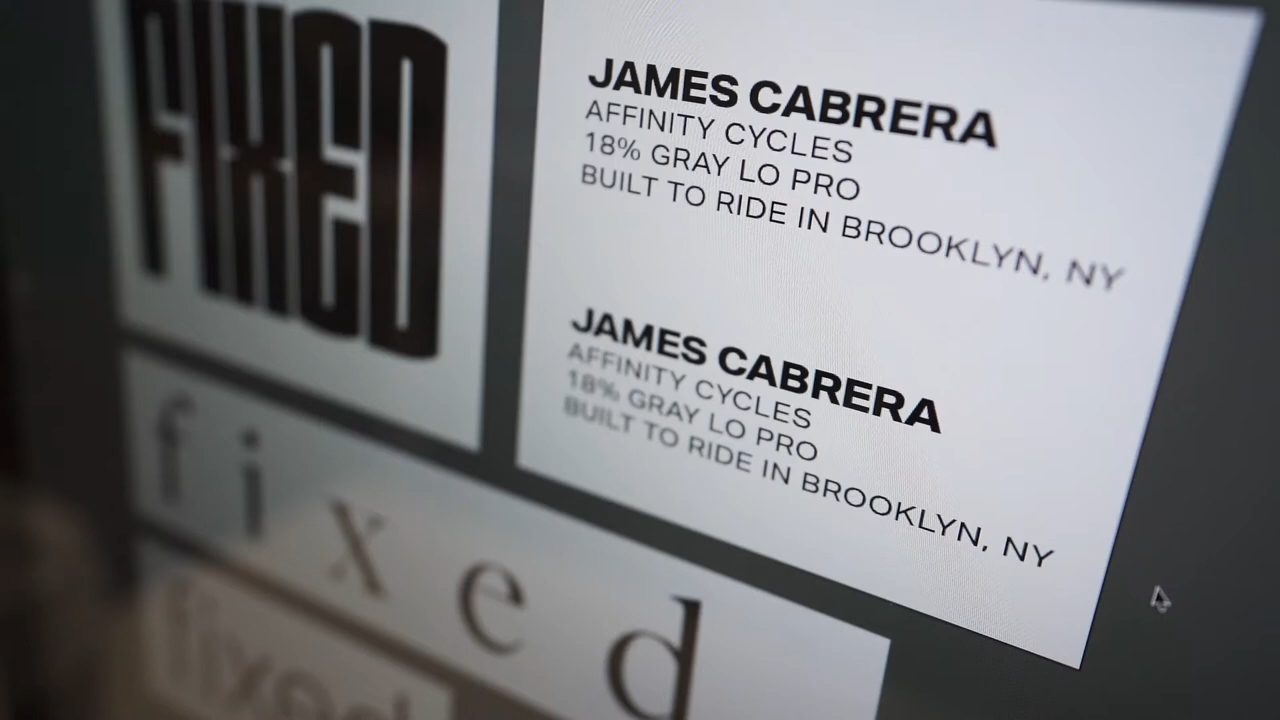 FIXED
JAMES CABRERA
AFFINITY CYCLES
18% GRAY LO PRO
BUILT TO RIDE IN BROOKLYN, NY
JAMES CABRERA
AFFINITY CYCLES
18% GRAY LO PRO
BUILT TO RIDE IN BROOKLYN, NY
fixed
fixed